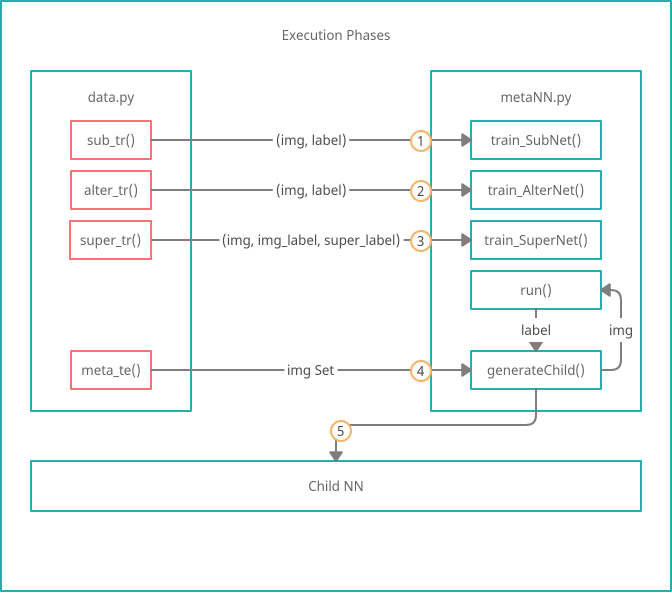 Execution Phases
data.py
metaNN.py
sub_tr()
(img, label)
1
train_SubNet()
alter_tr()
(img, label)
2
train_AlterNet()
super_tr()
(img, img_label, super_label)
3
train_SuperNet()
run()
label
img
meta_te()
img Set
4
generateChild()
5
Child NN